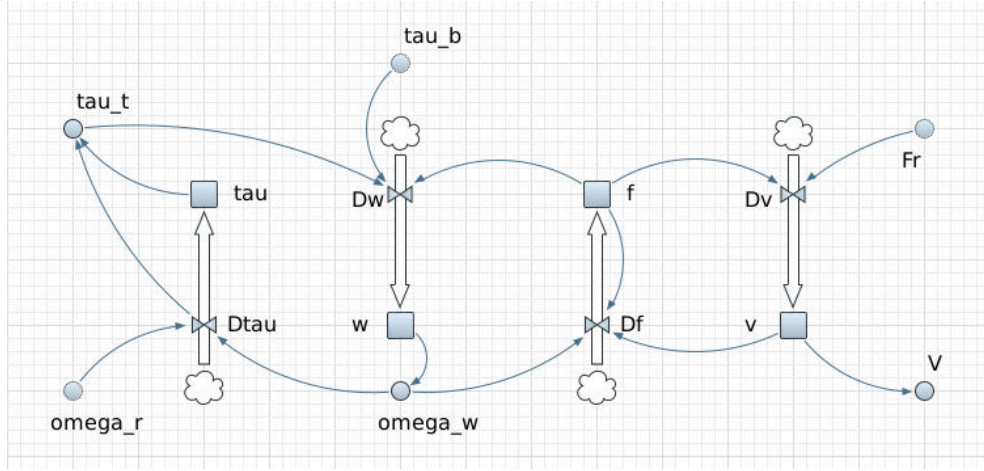 tau_b
tau_t
Fr
tau
Dw
f
Dv
Dtau
w
Df
v
V
omega_r
omega_w